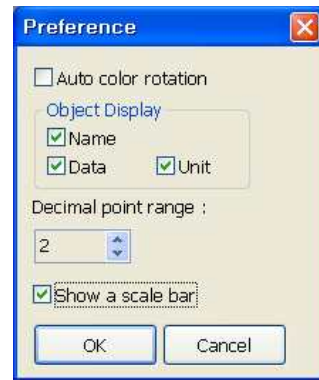 Preference
Auto color rotation
Object Display
Name
Data Unit
Decimal point range :
2
Show a scale bar
OK Cancel